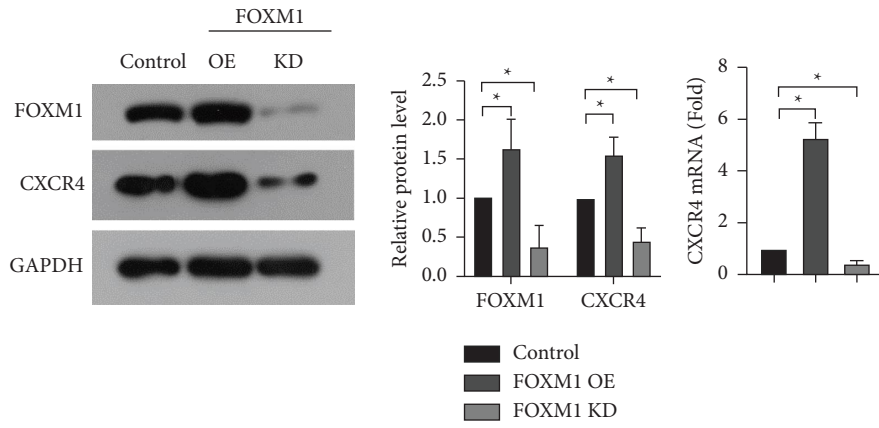 FOXM1
Control OE KD
FOXM1
CXCR4
GAPDH
Relative protein level
2.5
2.0
1.5
1.0
0.5
0.0
* * * *
FOXM1 CXCR4
CXCR4 mRNA (Fold)
8
6
4
2
0
* *
Control
FOXM1 OE
FOXM1 KD